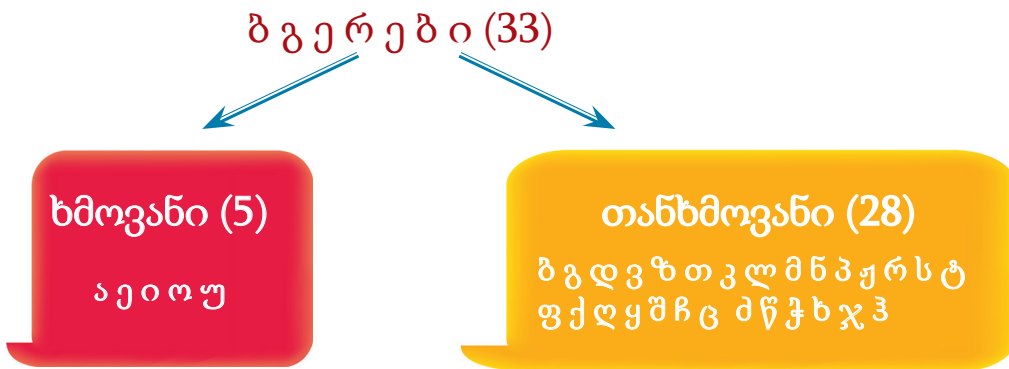 ბ გ ე რ ე ბ ი (33)
ხმოვანი (5)
ა ე ი ო უ
თანხმოვანი (28)
ბ გ დ ვ ზ თ კ ლ მ ნ პ ჟ რ ს ტ
ფ ქ ღ ყ შ ჩ ც ძ წ ჭ ხ ჯ ჰ